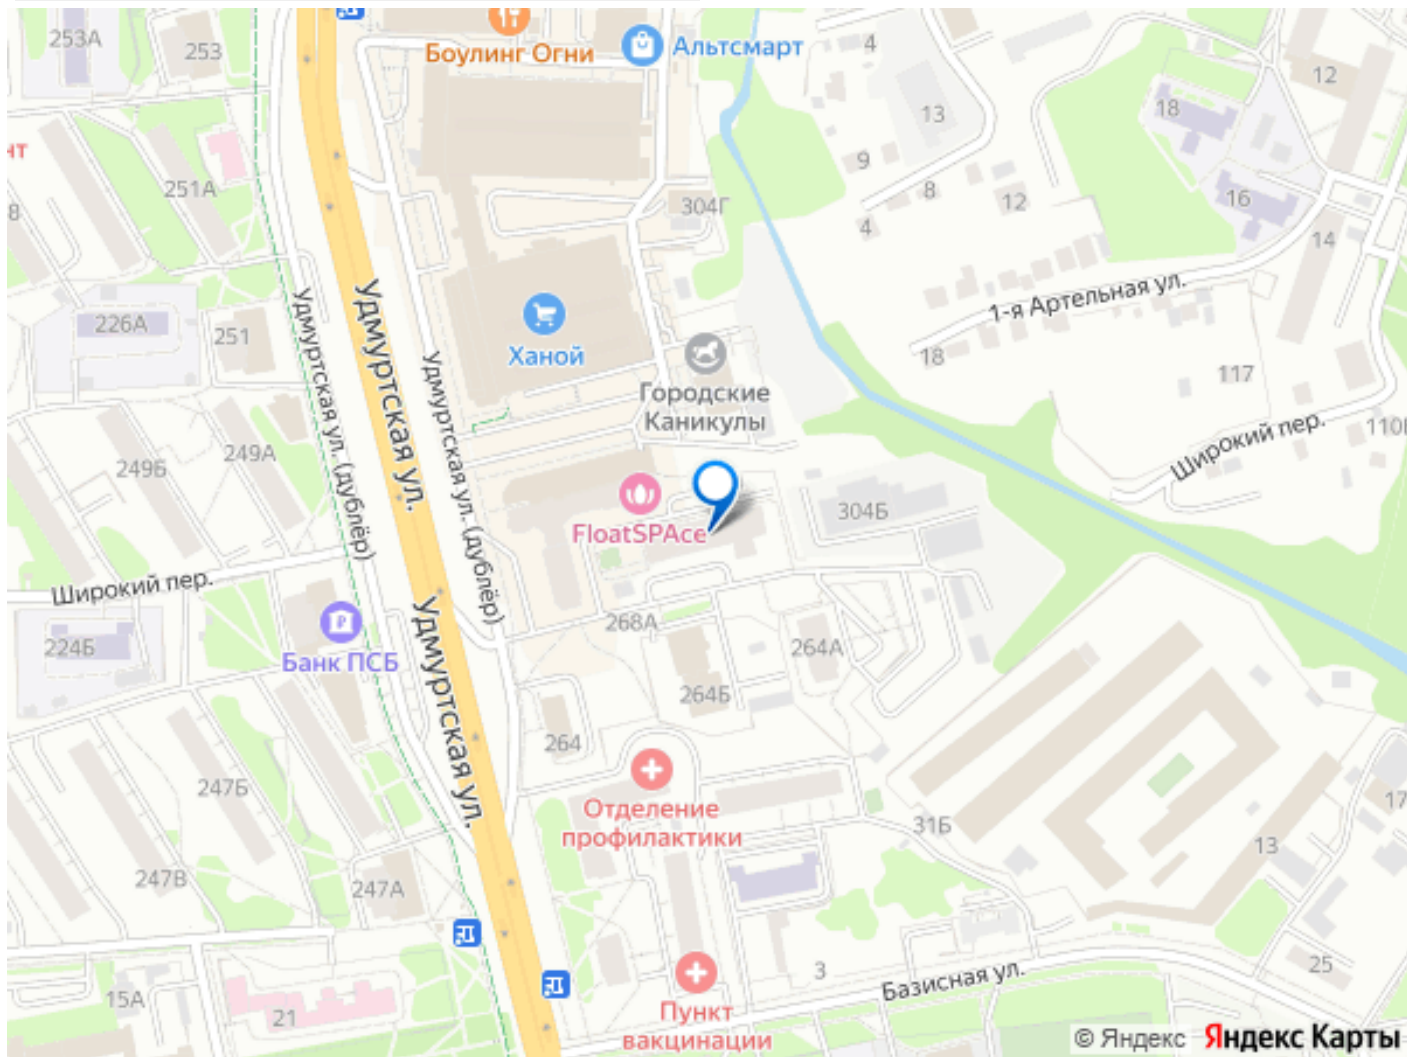 253А
253
Боулинг Огни
Альтсмарт
4
12
13
18
нт
9
251А
8
8
12
16
304Г
4
14
Удмуртская ул.
Удмуртская ул. (дублёр)
Удмуртская ул. (дублёр)
1-я Артельная ул.
226А
251
Ханой
18
117
Городские
Каникулы
Широкий пер.
110Б
249Б
249А
FloatSPAce
304Б
Широкий пер.
Удмуртская ул.
268А
264А
224Б
Банк ПСБ
264Б
264
247Б
Отделение
профилактики
17
31Б
13
247В
247А
3
25
Базисная ул.
15А
21
Пункт
вакцинации
© Яндекс Яндекс Карты